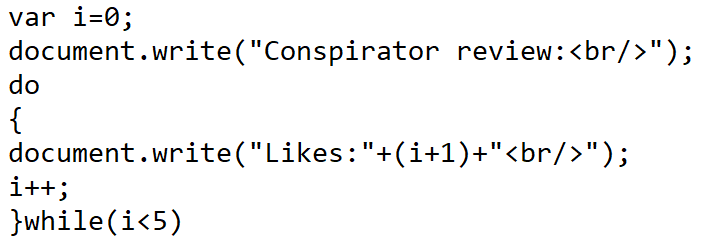 var i=0;
document.write("Conspirator review:<br/>");
do
{
document.write("Likes:"+(i+1)+"<br/>");
i++;
}while(i<5)